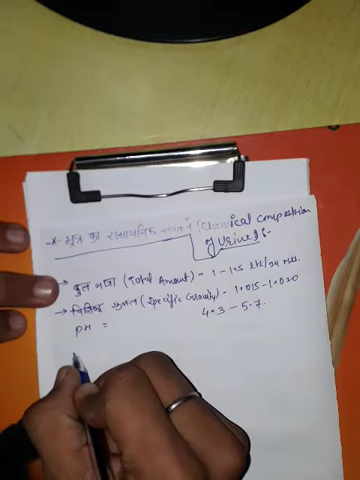 * मूत्र का रासायनिक [Chemical Composition
of Urine]:-
→ कुल मात्रा (Total Amount) - 1 - 1.5 Ltr/24 Hrs.
→ विशिष्ट गुरुत्व (Specific Gravity) - 1.015 - 1.020
pH = 4.3 - 5.7.